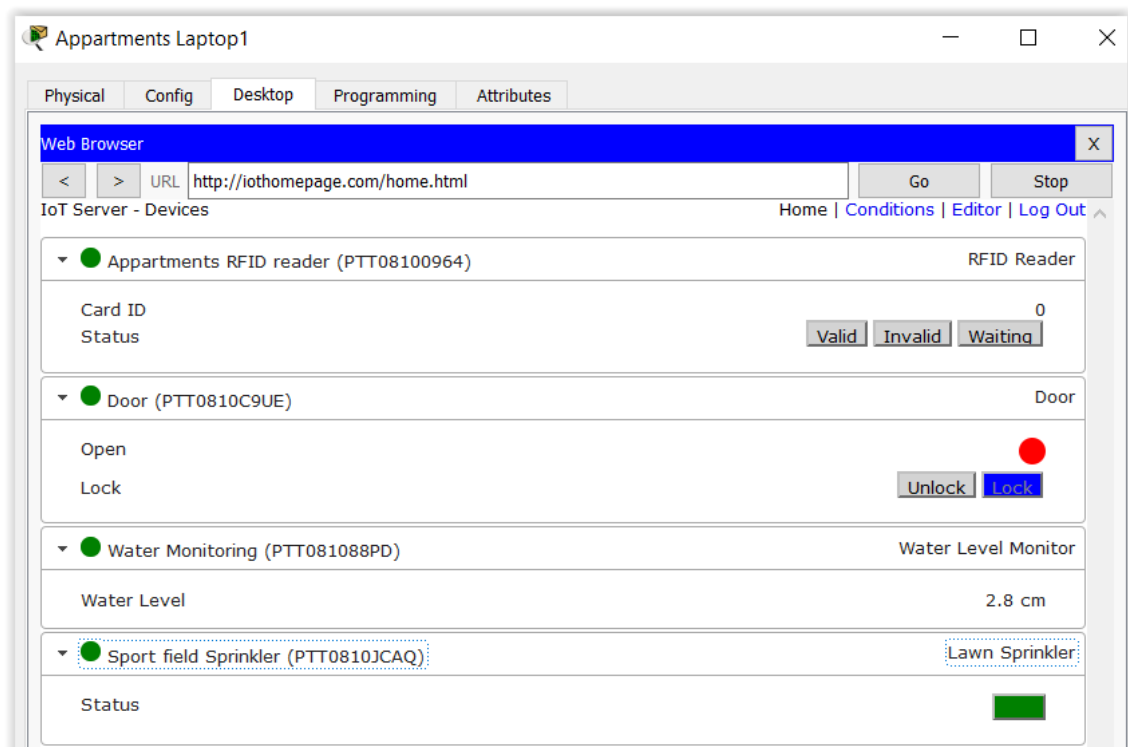 Appartments Laptop1
Physical Config Desktop Programming Attributes
Web Browser X
< > URL http://iothomepage.com/home.html Go Stop
IoT Server - Devices Home | Conditions | Editor | Log Out
Appartments RFID reader (PTT08100964) RFID Reader
Card ID 0
Status Valid Invalid Waiting
Door (PTT0810C9UE) Door
Open
Lock Unlock Lock
Water Monitoring (PTT081088PD) Water Level Monitor
Water Level 2.8 cm
Sport field Sprinkler (PTT0810JCAQ) Lawn Sprinkler
Status